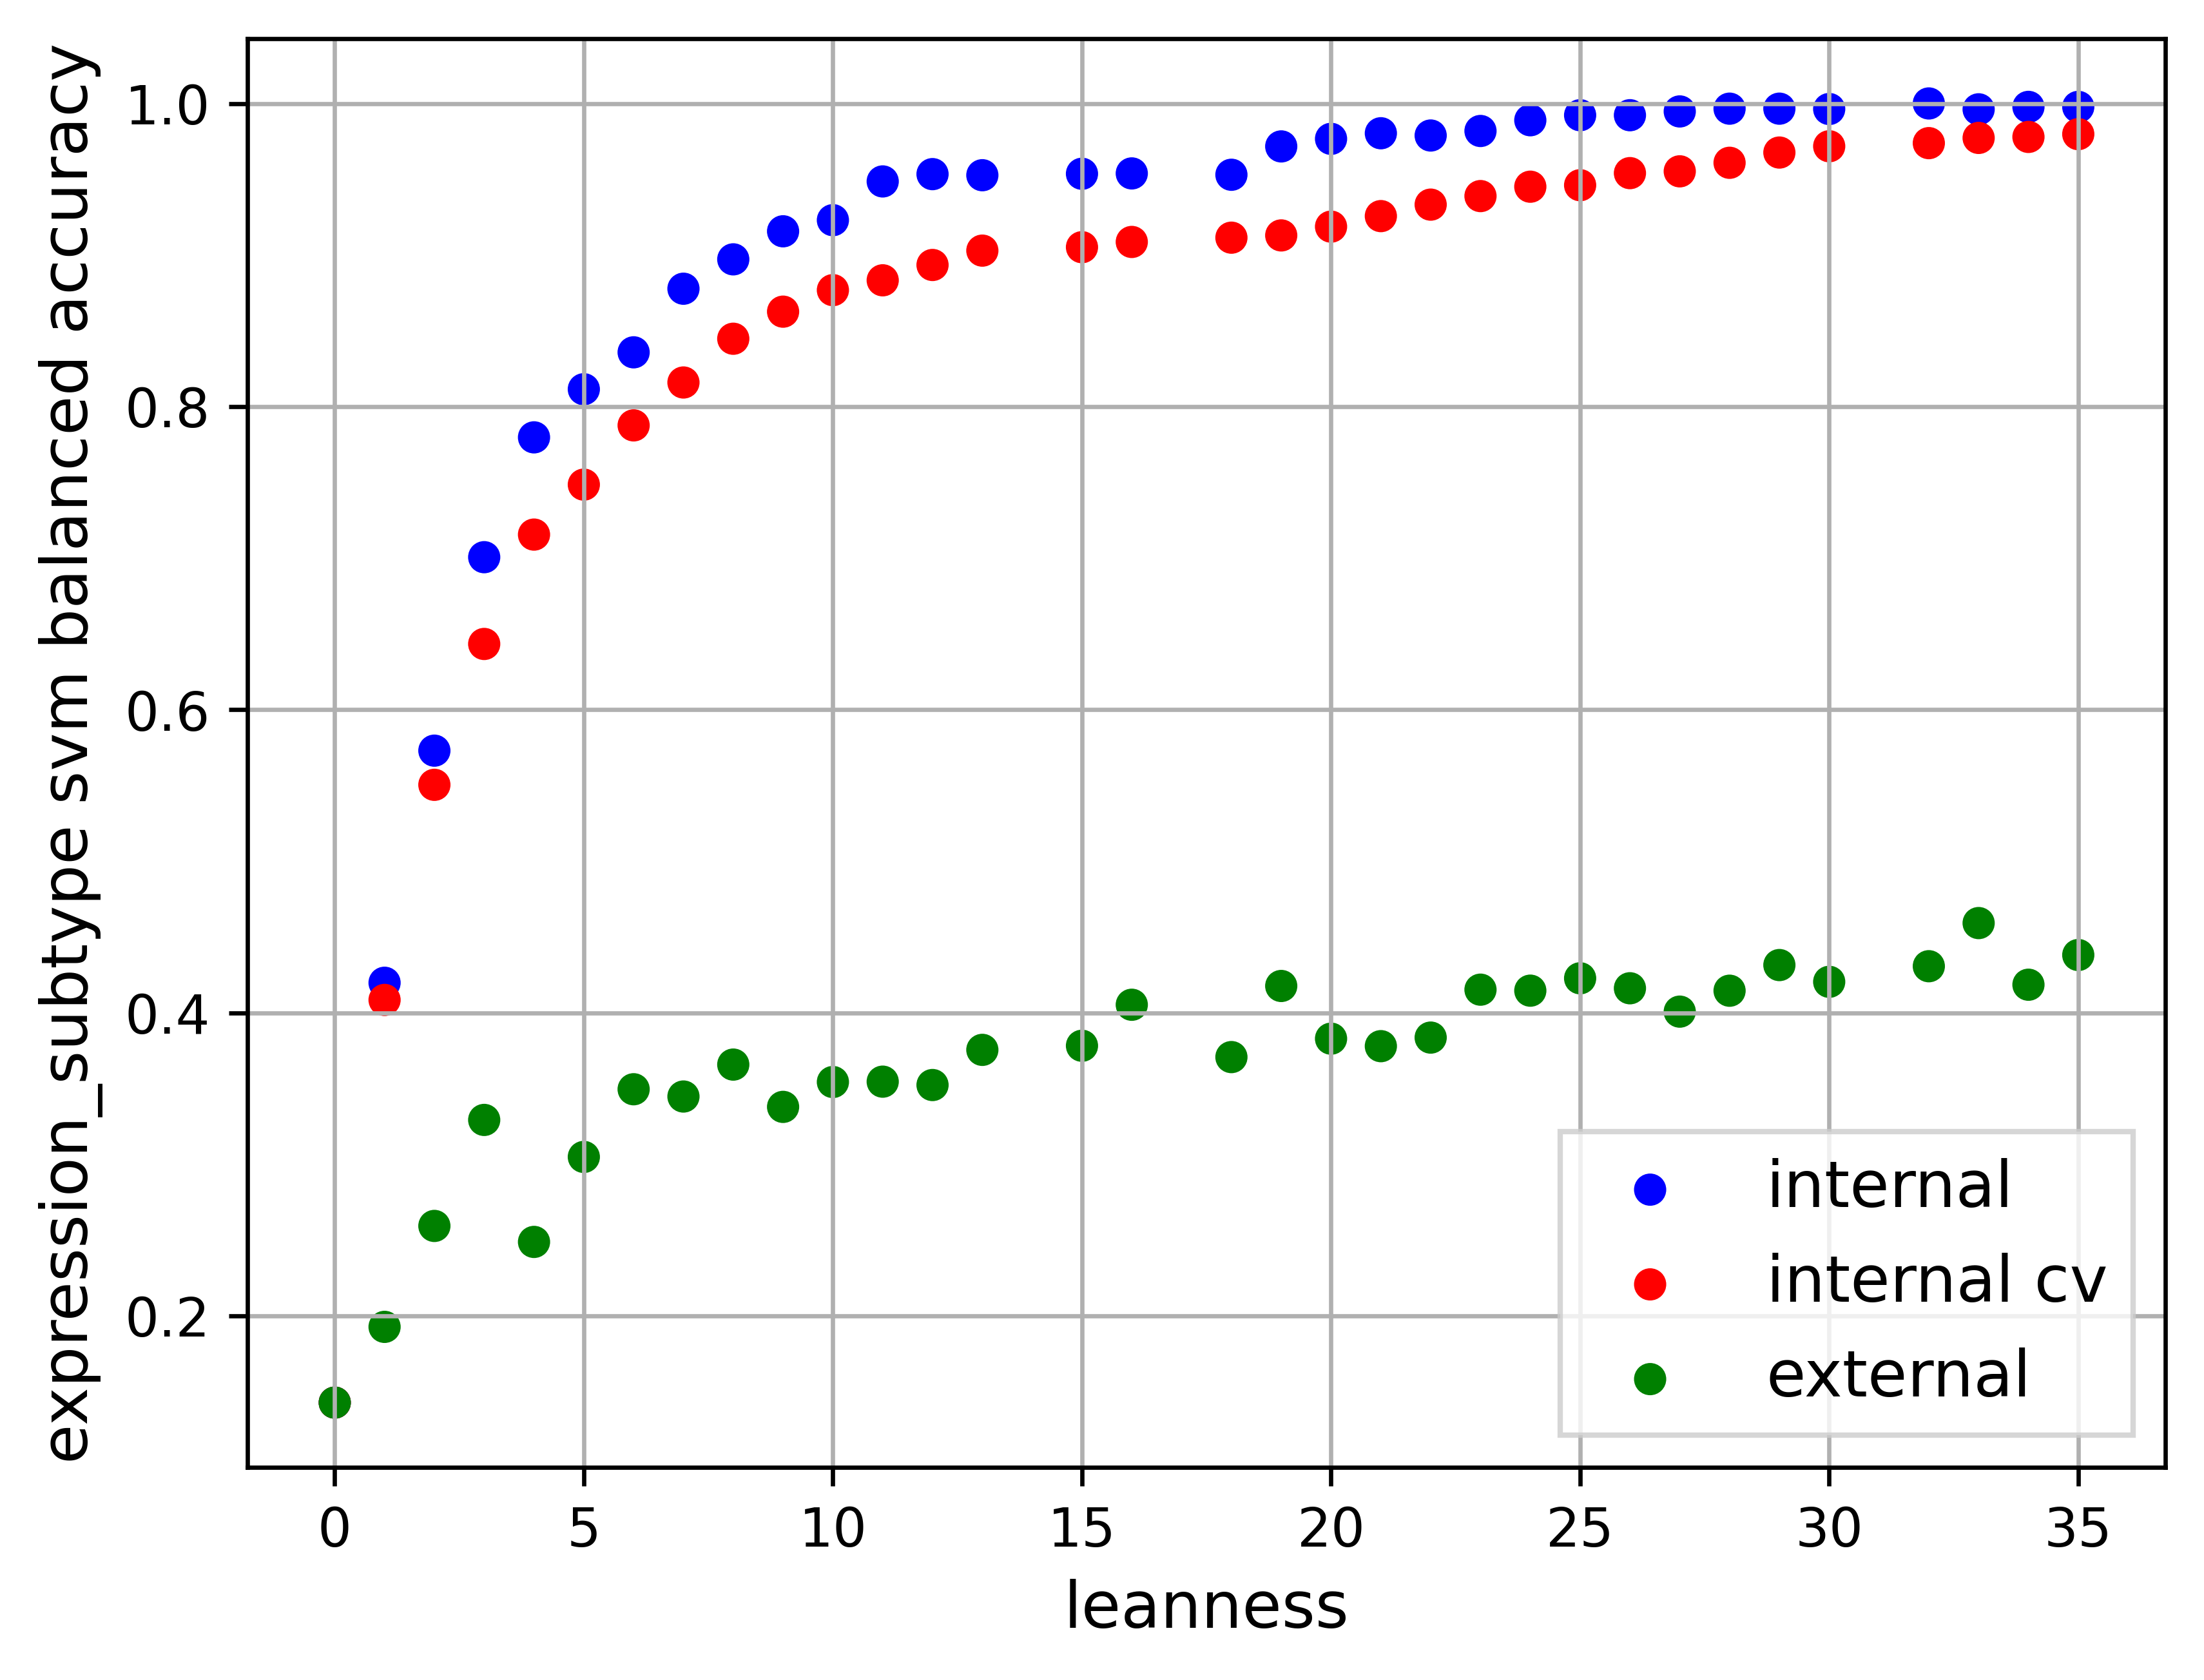 expression_subtype svm balanced accuracy
1.0
0.8
0.6
0.4
0.2
internal
internal cv
external
0 5 10 15 20 25 30 35
leanness